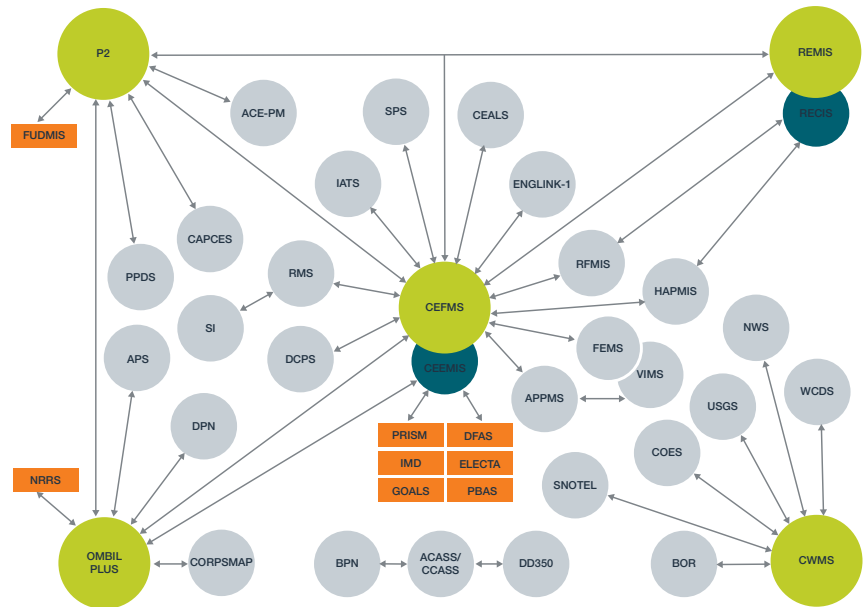 P2
REMIS
ACE-PM
SPS
CEALS
RECIS
FUDMIS
IATS
ENGLINK-1
CAPCES
PPDS
RMS
RFMIS
HAPMIS
CEFMS
SI
NWS
APS
DCPS
FEMS
CEEMIS
VIMS
APPMS
WCDS
USGS
DPN
PRISM
DFAS
COES
IMD
ELECTA
NRRS
SNOTEL
GOALS
PBAS
OMBIL
PLUS
CORPSMAP
BPN
ACASS/
CCASS
DD350
BOR
CWMS